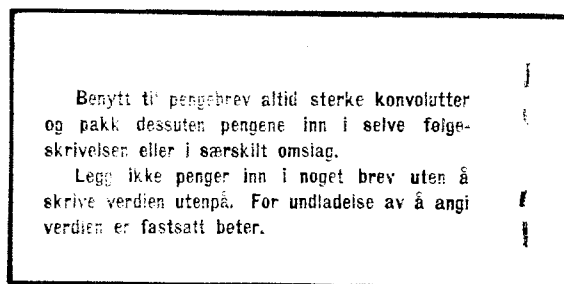 Benytt til pengebrev altid sterke konvolutter
og pakk dessuten pengene inn i selve følge-
skrivelsen eller i særskilt omslag.
Legg ikke penger inn i noget brev uten å
skrive verdien utenpå. For undladelse av å angi
verdien er fastsatt bøter.